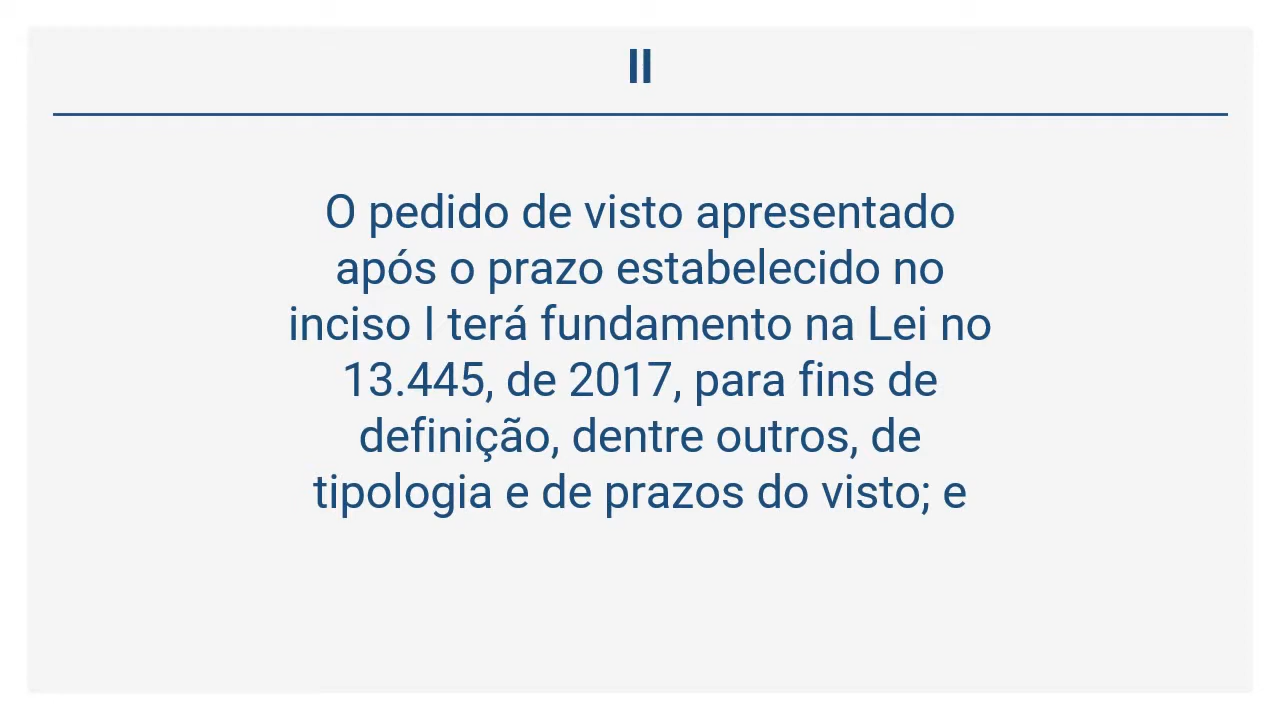 II
O pedido de visto apresentado
após o prazo estabelecido no
inciso I terá fundamento na Lei no
13.445, de 2017, para fins de
definição, dentre outros, de
tipologia e de prazos do visto; e